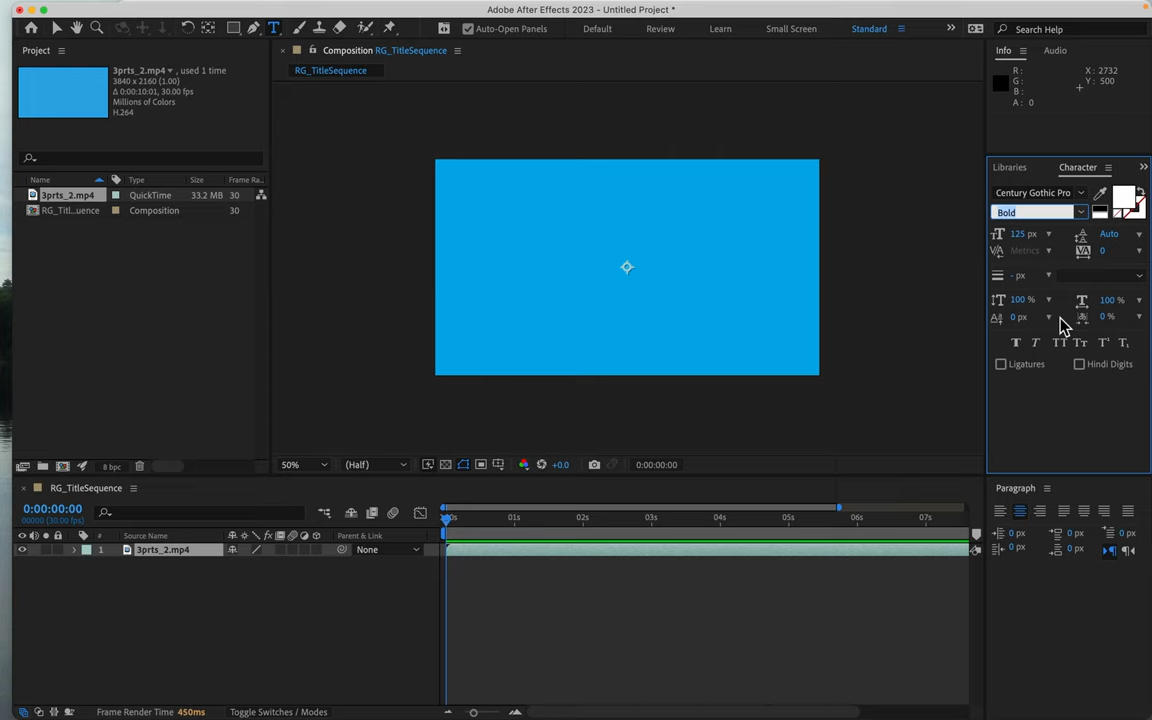 Adobe After Effects 2023 - Untitled Project *
Auto-Open Panels
Default
Review
Learn
Small Screen
Standard
Search Help
Project
Composition RG_TitleSequence
Info
Audio
3prts_2.mp4, used 1 time
3840 x 2160 (1.00)
Δ 0:00:10:01, 30.00 fps
Millions of Colors
H.264
RG_TitleSequence
R :
G :
B :
A : 0
X : 2732
Y : 500
Libraries
Character
Name
Type
Size
Frame Ra...
3prts_2.mp4
QuickTime
33.2 MB
30
RG_Titl...uence
Composition
30
Century Gothic Pro
Bold
125 px
Auto
Metrics
0
- px
100 %
100 %
0 px
0 %
Ligatures
Hindi Digits
8 bpc
50%
(Half)
+0.0
0:00:00:00
RG_TitleSequence
0:00:00:00
00000 (30.00 fps)
#
Source Name
Parent & Link
1
3prts_2.mp4
None
01s
02s
03s
04s
05s
06s
07s
Paragraph
0 px
0 px
0 px
0 px
0 px
Frame Render Time 450ms
Toggle Switches / Modes